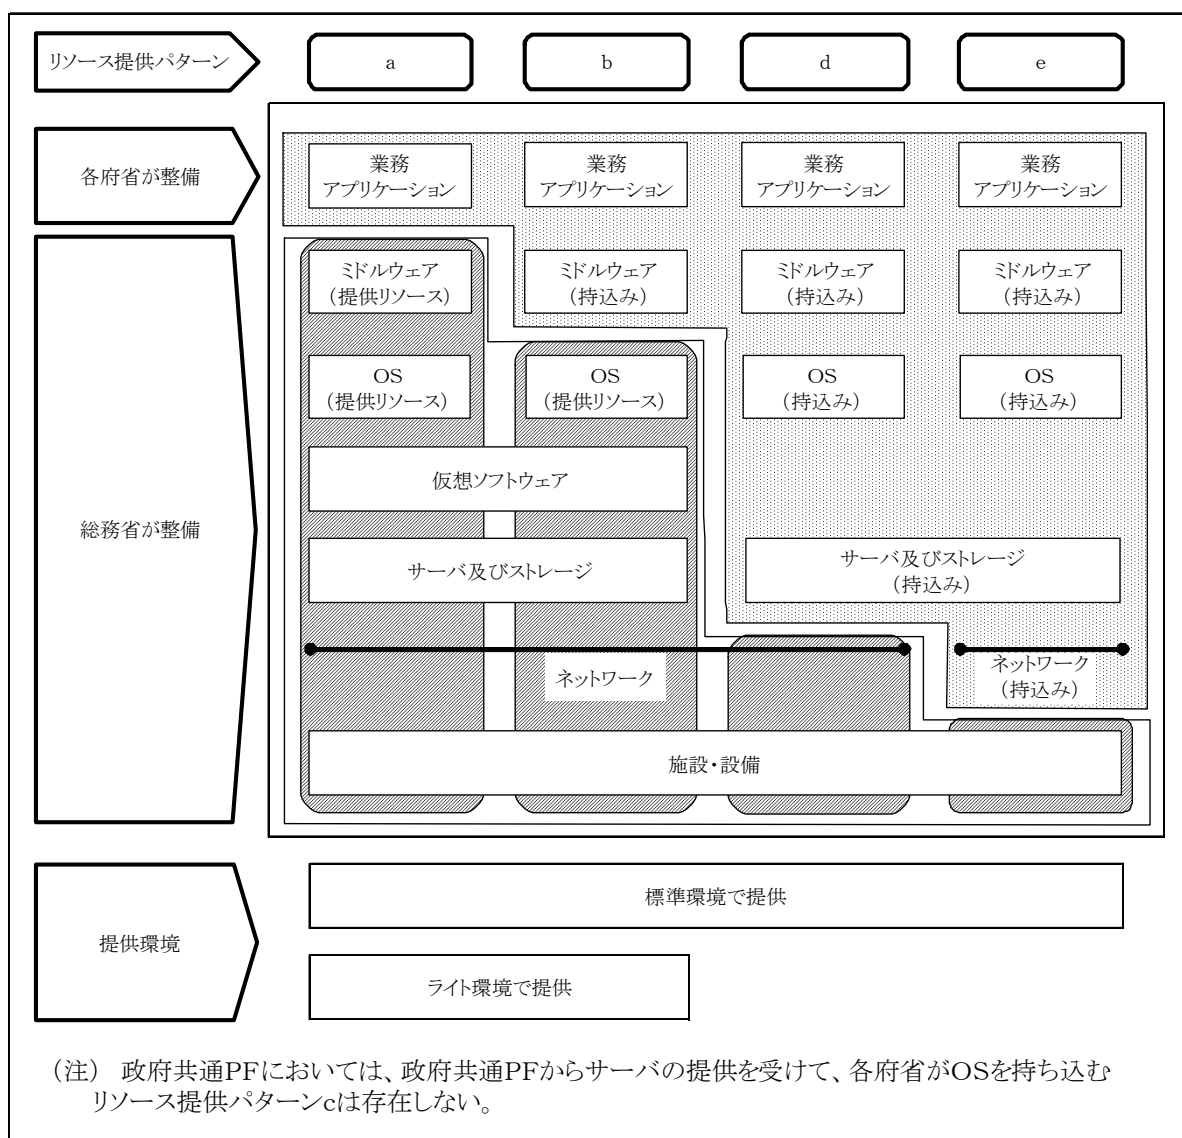 リソース提供パターン
a
b
d
e
各府省が整備
業務
アプリケーション
業務
アプリケーション
業務
アプリケーション
業務
アプリケーション
総務省が整備
ミドルウェア
(提供リソース)
ミドルウェア
(持込み)
ミドルウェア
(持込み)
ミドルウェア
(持込み)
OS
(提供リソース)
OS
(提供リソース)
OS
(持込み)
OS
(持込み)
仮想ソフトウェア
サーバ及びストレージ
サーバ及びストレージ
(持込み)
ネットワーク
ネットワーク
(持込み)
施設・設備
提供環境
標準環境で提供
ライト環境で提供
(注) 政府共通PFにおいては、政府共通PFからサーバの提供を受けて、各府省がOSを持ち込む
リソース提供パターンcは存在しない。